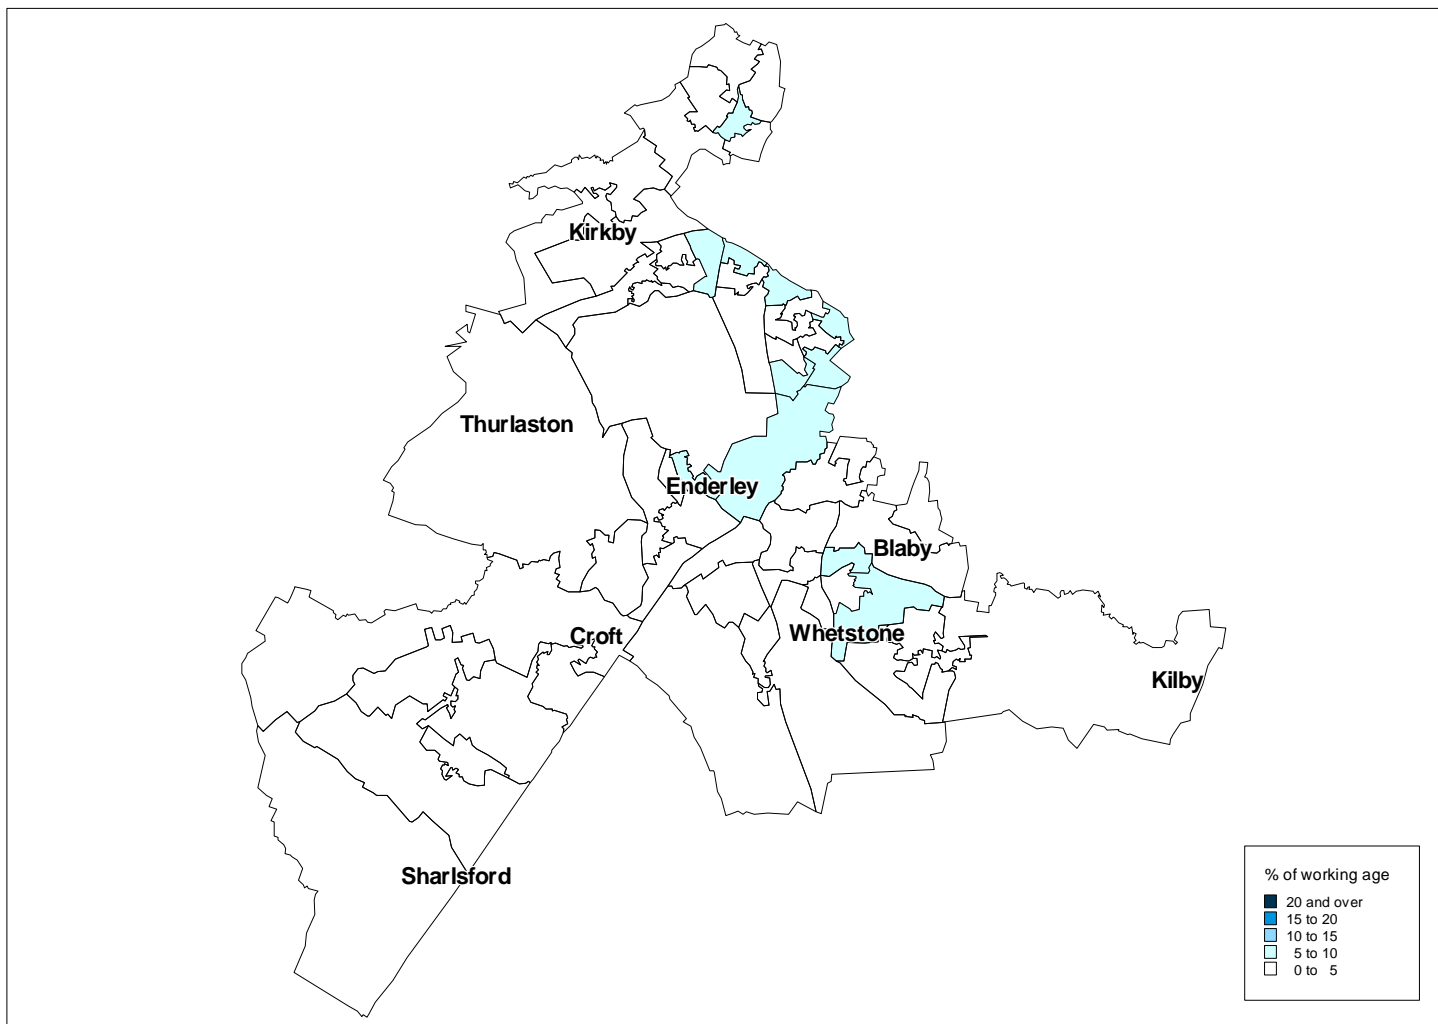 Kirkby
Thurlaston
Enderley
Blaby
Croft
Whetstone
Kilby
Sharlsford
% of working age
20 and over
15 to 20
10 to 15
5 to 10
0 to 5